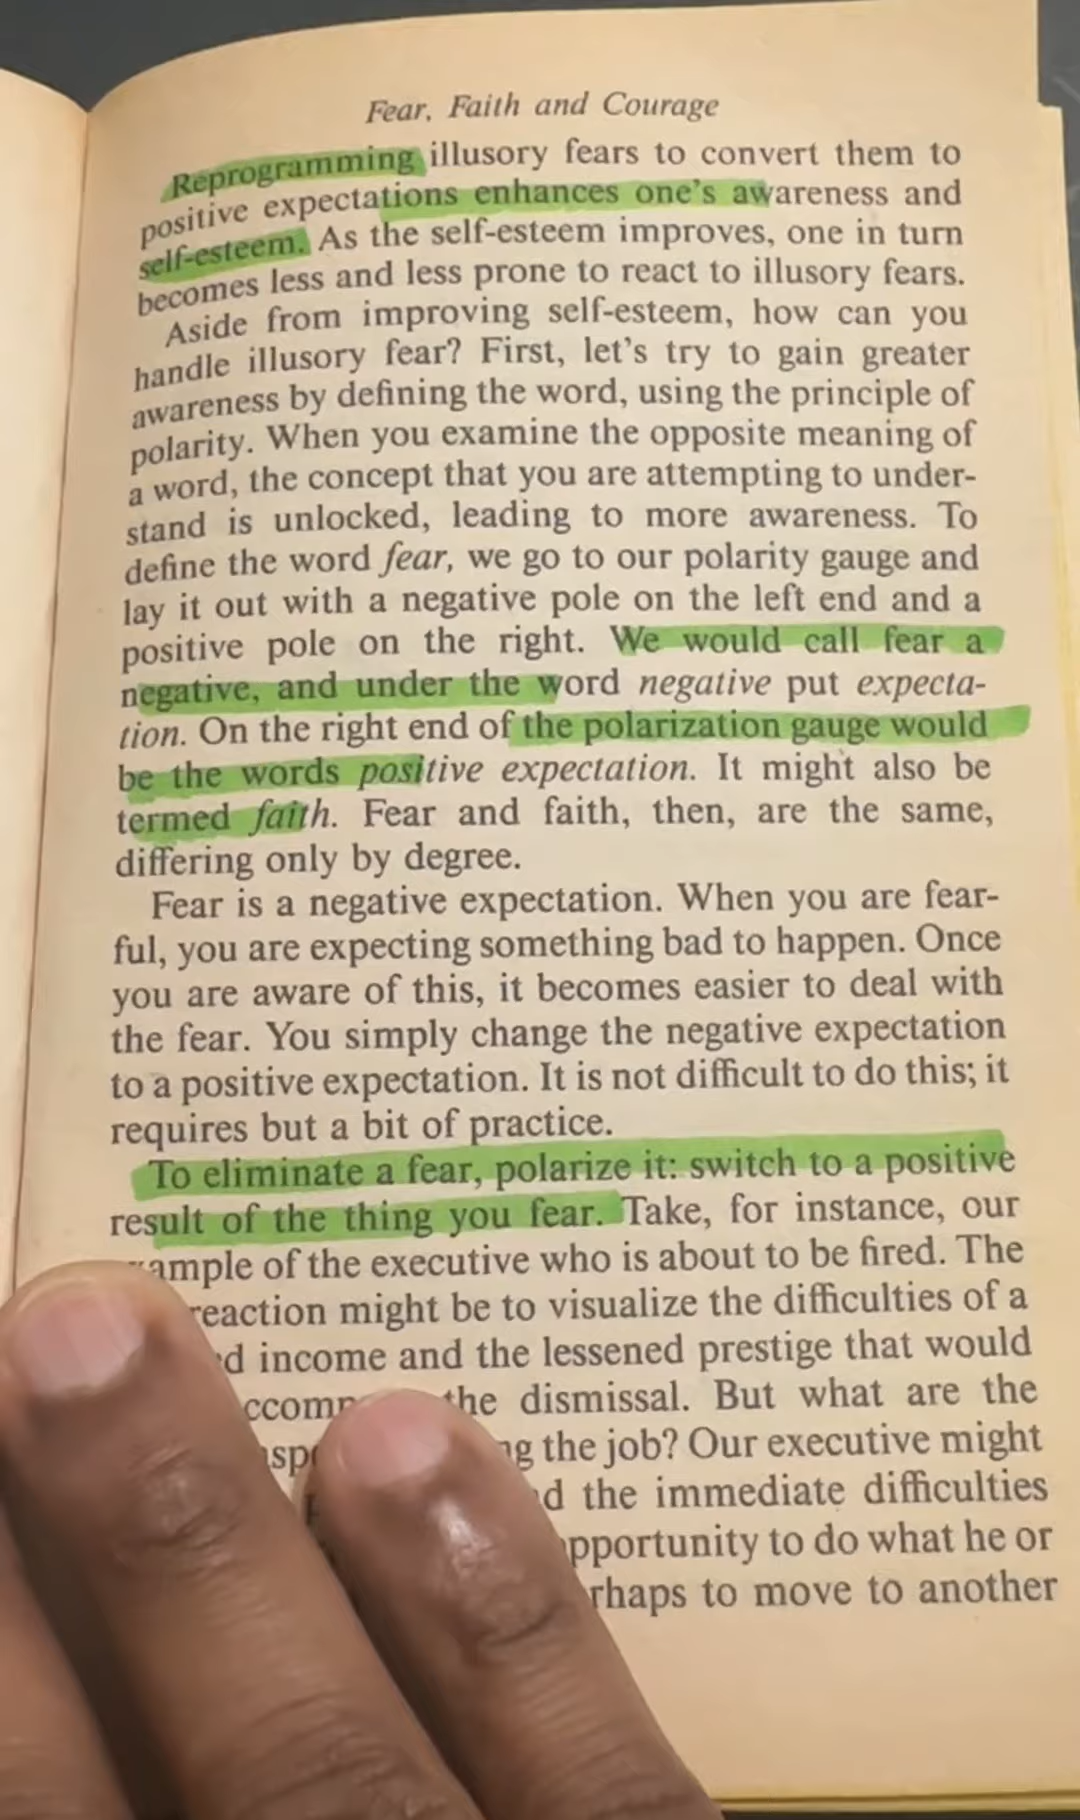 Fear, Faith and Courage
Reprogramming illusory fears to convert them to
positive expectations enhances one's awareness and
self-esteem. As the self-esteem improves, one in turn
becomes less and less prone to react to illusory fears.
Aside from improving self-esteem, how can you
handle illusory fear? First, let's try to gain greater
awareness by defining the word, using the principle of
polarity. When you examine the opposite meaning of
a word, the concept that you are attempting to under-
stand is unlocked, leading to more awareness. To
define the word fear, we go to our polarity gauge and
lay it out with a negative pole on the left end and a
positive pole on the right. We would call fear a
negative, and under the word negative put expecta-
tion. On the right end of the polarization gauge would
be the words positive expectation. It might also be
termed faith. Fear and faith, then, are the same,
differing only by degree.
Fear is a negative expectation. When you are fear-
ful, you are expecting something bad to happen. Once
you are aware of this, it becomes easier to deal with
the fear. You simply change the negative expectation
to a positive expectation. It is not difficult to do this; it
requires but a bit of practice.
To eliminate a fear, polarize it: switch to a positive
result of the thing you fear. Take, for instance, our
of the executive who is about to be fired. The
might be to visualize the difficulties of a
income and the lessened prestige that would
the dismissal. But what are the
the job? Our executive might
the immediate difficulties
to do what he or
to move to another